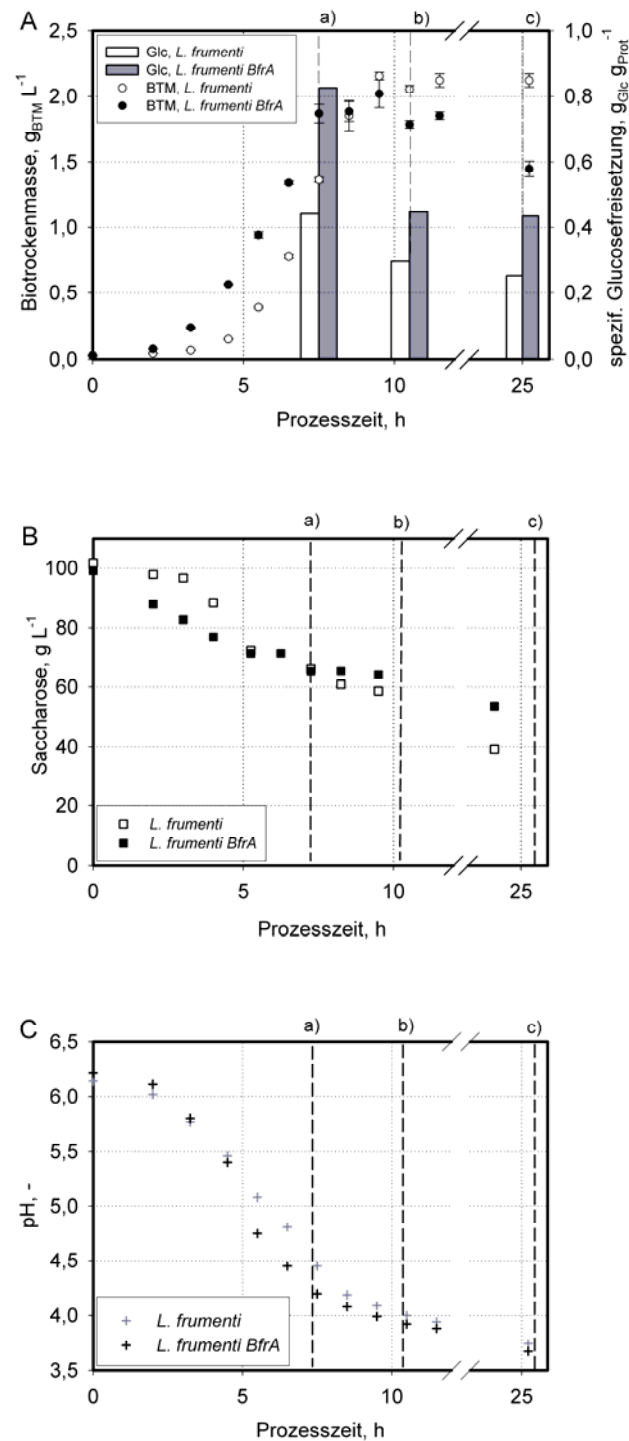 A
a)
b)
c)
2,5
2,0
1,5
1,0
0,5
0,0
Biotrockenmasse, g_BTM L⁻¹
Glc, L. frumenti
Glc, L. frumenti BfrA
BTM, L. frumenti
BTM, L. frumenti BfrA
1,0
0,8
0,6
0,4
0,2
0,0
spezif. Glucosefreisetzung, g_Glc g_Prot⁻¹
0
5
10
25
Prozesszeit, h
B
a)
b)
c)
100
80
60
40
20
0
Saccharose, g L⁻¹
L. frumenti
L. frumenti BfrA
0
5
10
25
Prozesszeit, h
C
a)
b)
c)
6,5
6,0
5,5
5,0
4,5
4,0
3,5
pH, -
L. frumenti
L. frumenti BfrA
0
5
10
25
Prozesszeit, h